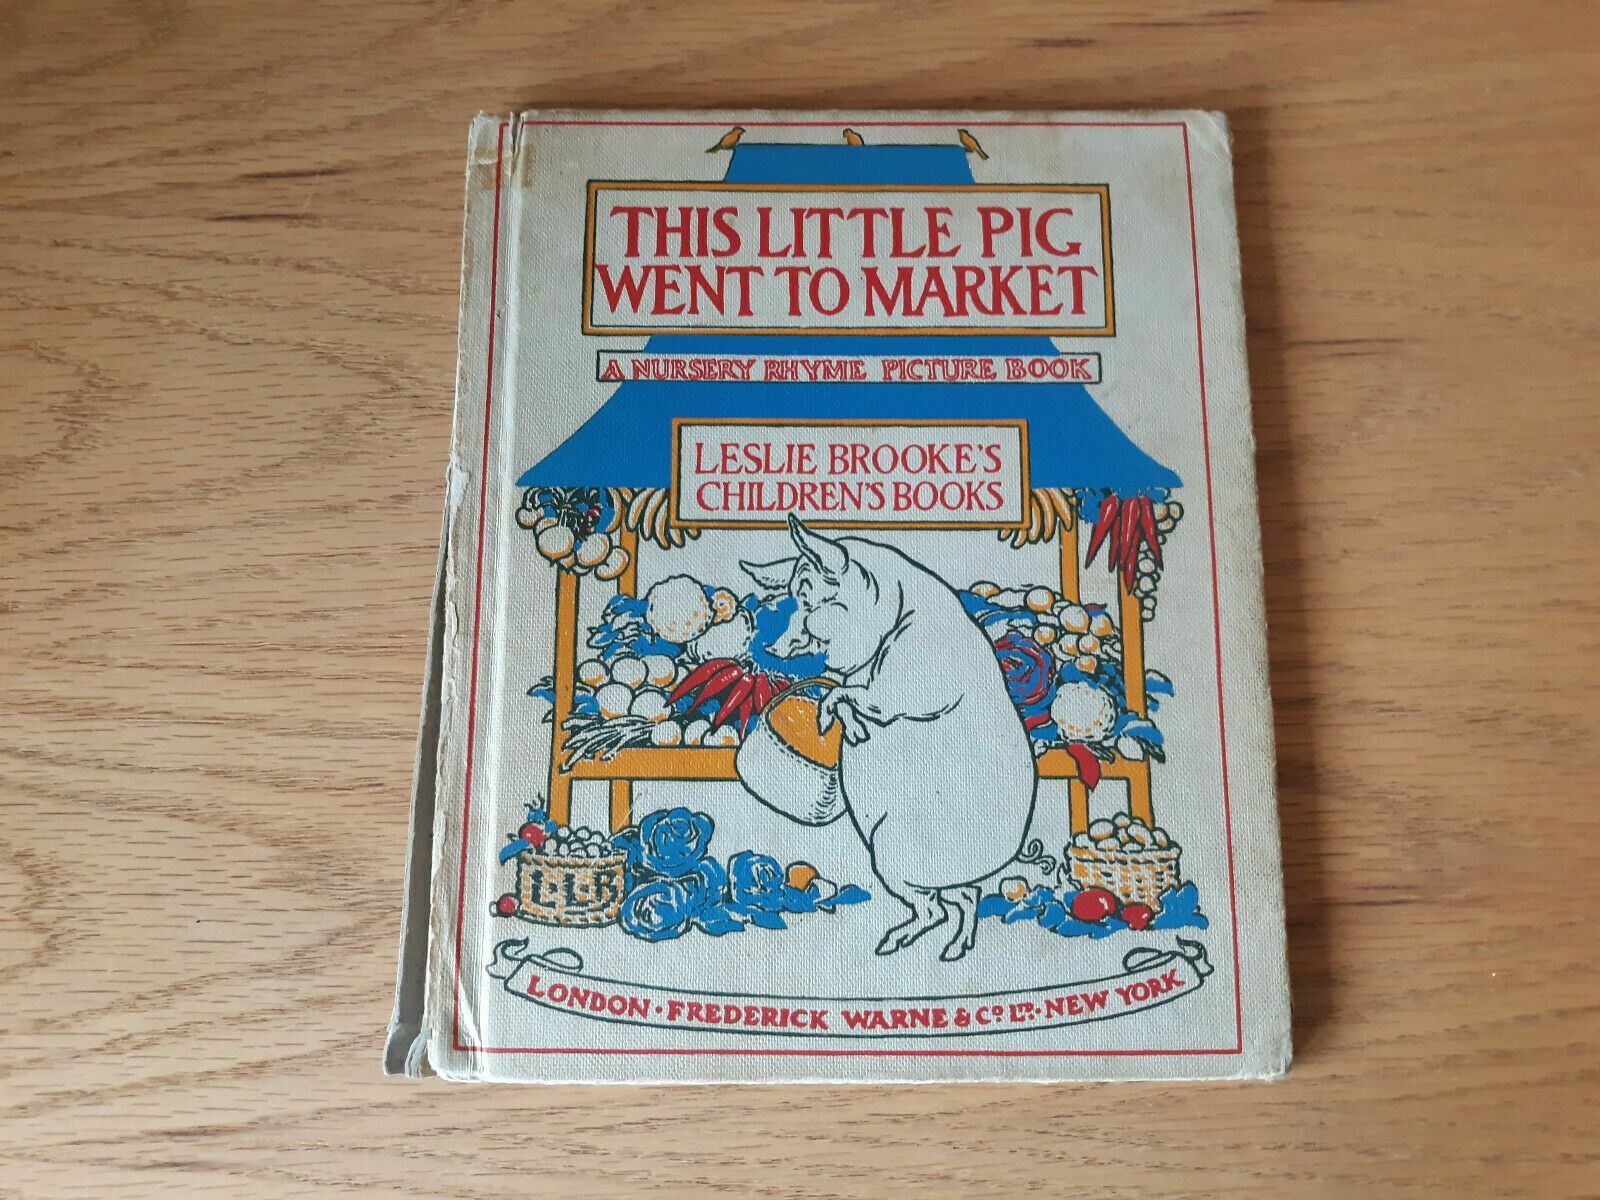 THIS LITTLE PIG
WENT TO MARKET
A NURSERY RHYME PICTURE BOOK
LESLIE BROOKE'S
CHILDREN'S BOOKS
L.L.B
LONDON · FREDERICK WARNE & Co. LTD. · NEW YORK